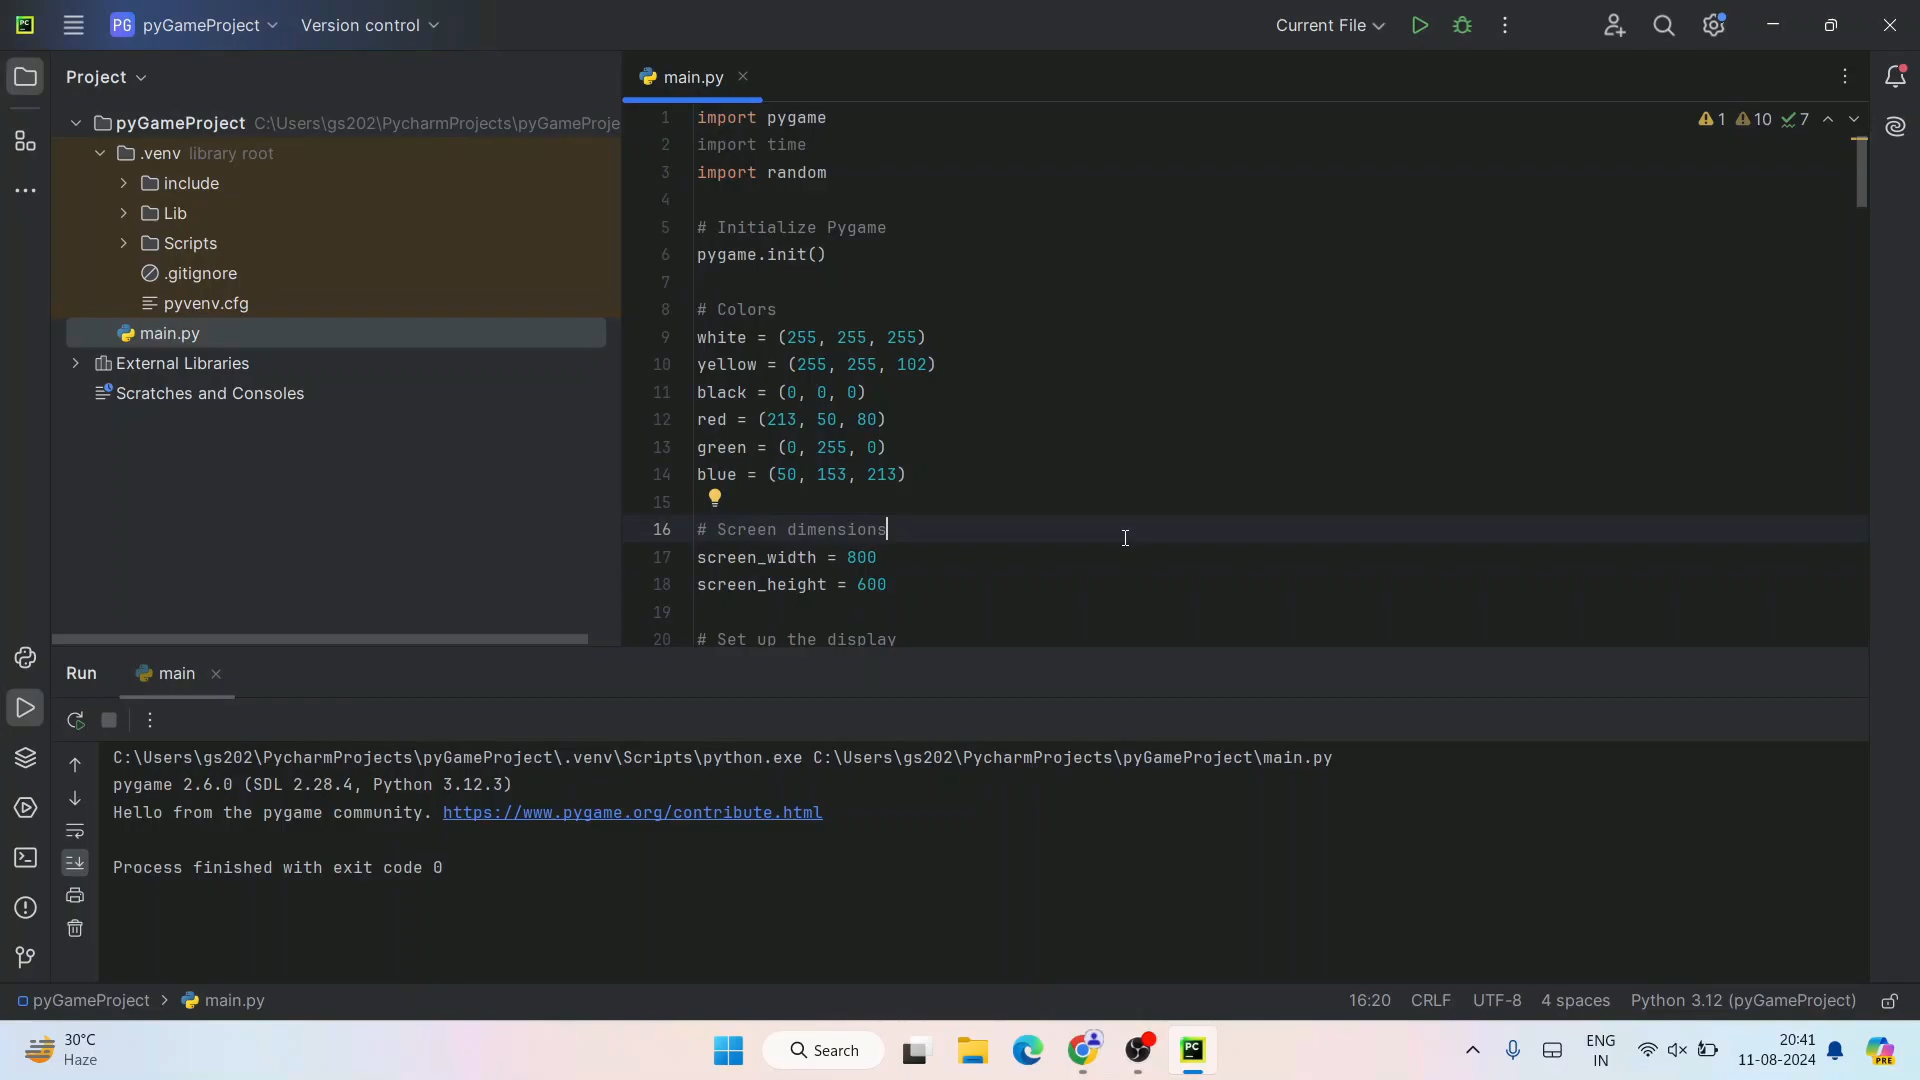 PC
PG pyGameProject
Version control
Current File
Project
main.py
pyGameProject C:\Users\gs202\PycharmProjects\pyGameProje
.venv library root
include
Lib
Scripts
.gitignore
pyvenv.cfg
main.py
External Libraries
Scratches and Consoles
1 import pygame
2 import time
3 import random
4
5 # Initialize Pygame
6 pygame.init()
7
8 # Colors
9 white = (255, 255, 255)
10 yellow = (255, 255, 102)
11 black = (0, 0, 0)
12 red = (213, 50, 80)
13 green = (0, 255, 0)
14 blue = (50, 153, 213)
15
16 # Screen dimensions
17 screen_width = 800
18 screen_height = 600
19
20 # Set up the display
1 10 7
Run main
C:\Users\gs202\PycharmProjects\pyGameProject\.venv\Scripts\python.exe C:\Users\gs202\PycharmProjects\pyGameProject\main.py
pygame 2.6.0 (SDL 2.28.4, Python 3.12.3)
Hello from the pygame community. https://www.pygame.org/contribute.html
Process finished with exit code 0
pyGameProject > main.py
16:20 CRLF UTF-8 4 spaces Python 3.12 (pyGameProject)
30°C
Haze
Search
PC
ENG
IN
20:41
11-08-2024
PRE